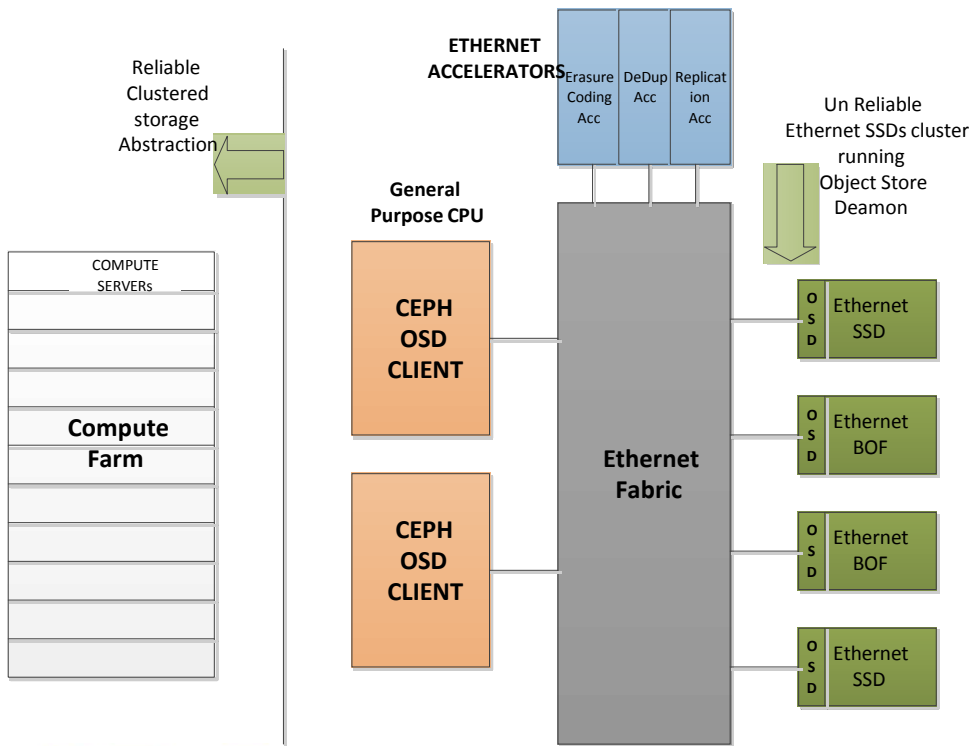 Reliable
Clustered
storage
Abstraction
COMPUTE
SERVERs
Compute
Farm
ETHERNET
ACCELERATORS
Erasure
Coding
Acc
DeDup
Acc
Replicat
ion
Acc
General
Purpose CPU
CEPH
OSD
CLIENT
CEPH
OSD
CLIENT
Ethernet
Fabric
Un Reliable
Ethernet SSDs cluster
running
Object Store
Deamon
O
S
D
Ethernet
SSD
O
S
D
Ethernet
BOF
O
S
D
Ethernet
BOF
O
S
D
Ethernet
SSD